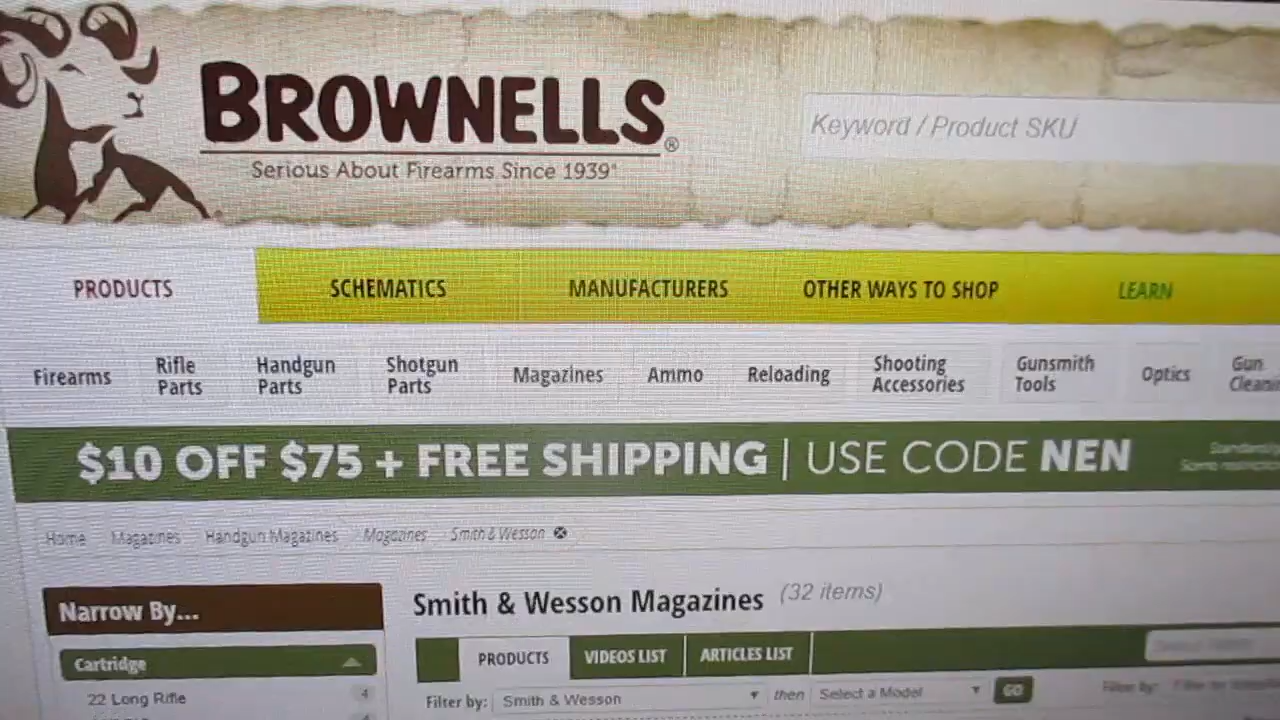 BROWNELLS®
Serious About Firearms Since 1939
Keyword / Product SKU
PRODUCTS SCHEMATICS MANUFACTURERS OTHER WAYS TO SHOP LEARN
Firearms Rifle Parts Handgun Parts Shotgun Parts Magazines Ammo Reloading Shooting Accessories Gunsmith Tools Optics Gun
$10 OFF $75 + FREE SHIPPING | USE CODE NEN
Home Magazines Handgun Magazines Magazines Smith & Wesson
Narrow By...
Smith & Wesson Magazines (32 items)
Cartridge
PRODUCTS VIDEOS LIST ARTICLES LIST
22 Long Rifle 4
Filter by: Smith & Wesson then Select a Model GO Filter by: